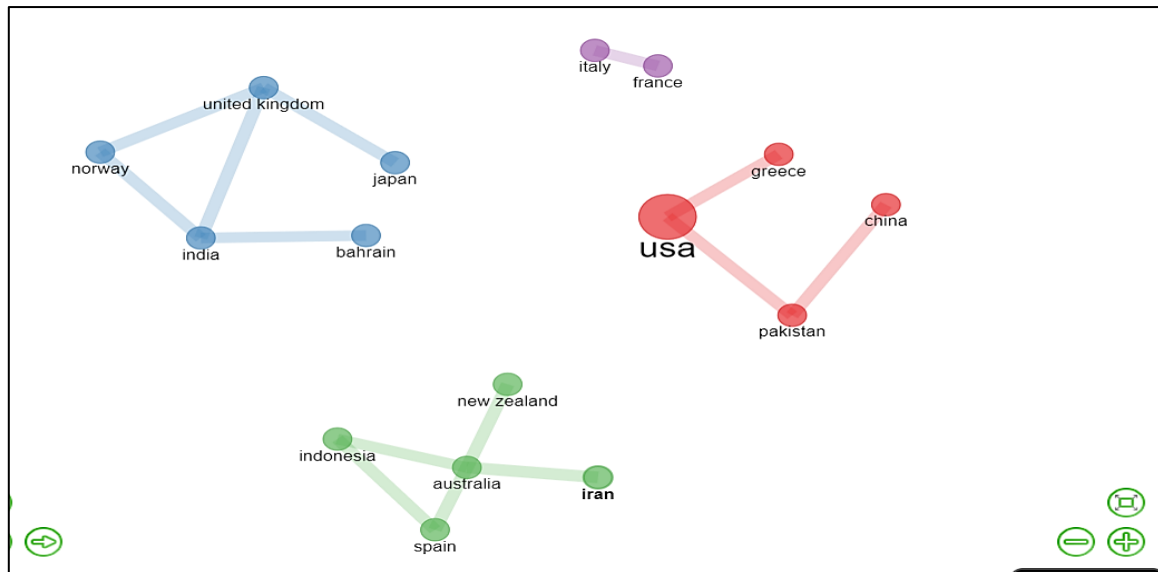 italy
france
united kingdom
norway
japan
greece
usa
china
india
bahrain
pakistan
new zealand
indonesia
australia
iran
spain